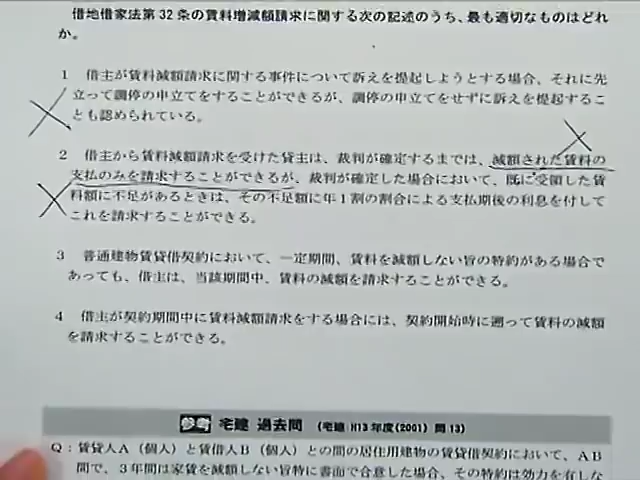 借地借家法第32条の賃料増減額請求に関する次の記述のうち、最も適切なものはどれ
か。
1 借主が賃料減額請求に関する事件について訴えを提起しようとする場合、それに先
立って調停の申立てをすることができるが、調停の申立てをせずに訴えを提起するこ
とも認められている。
2 借主から賃料減額請求を受けた貸主は、裁判が確定するまでは、減額された賃料の
支払のみを請求することができるが、裁判が確定した場合において、既に受領した賃
料額に不足があるときは、その不足額に年1割の割合による支払期後の利息を付して
これを請求することができる。
3 普通建物賃貸借契約において、一定期間、賃料を減額しない旨の特約がある場合で
あっても、借主は、当該期間中、賃料の減額を請求することができる。
4 借主が契約期間中に賃料減額請求をする場合には、契約開始時に遡って賃料の減額
を請求することができる。
参考 宅建 過去問 (宅建 H13年度(2001) 問13)
Q:賃貸人A(個人)と賃借人B(個人)との間の居住用建物の賃貸借契約において、AB
間で、3年間は家賃を減額しない旨特に書面で合意した場合、その特約は効力を有しな